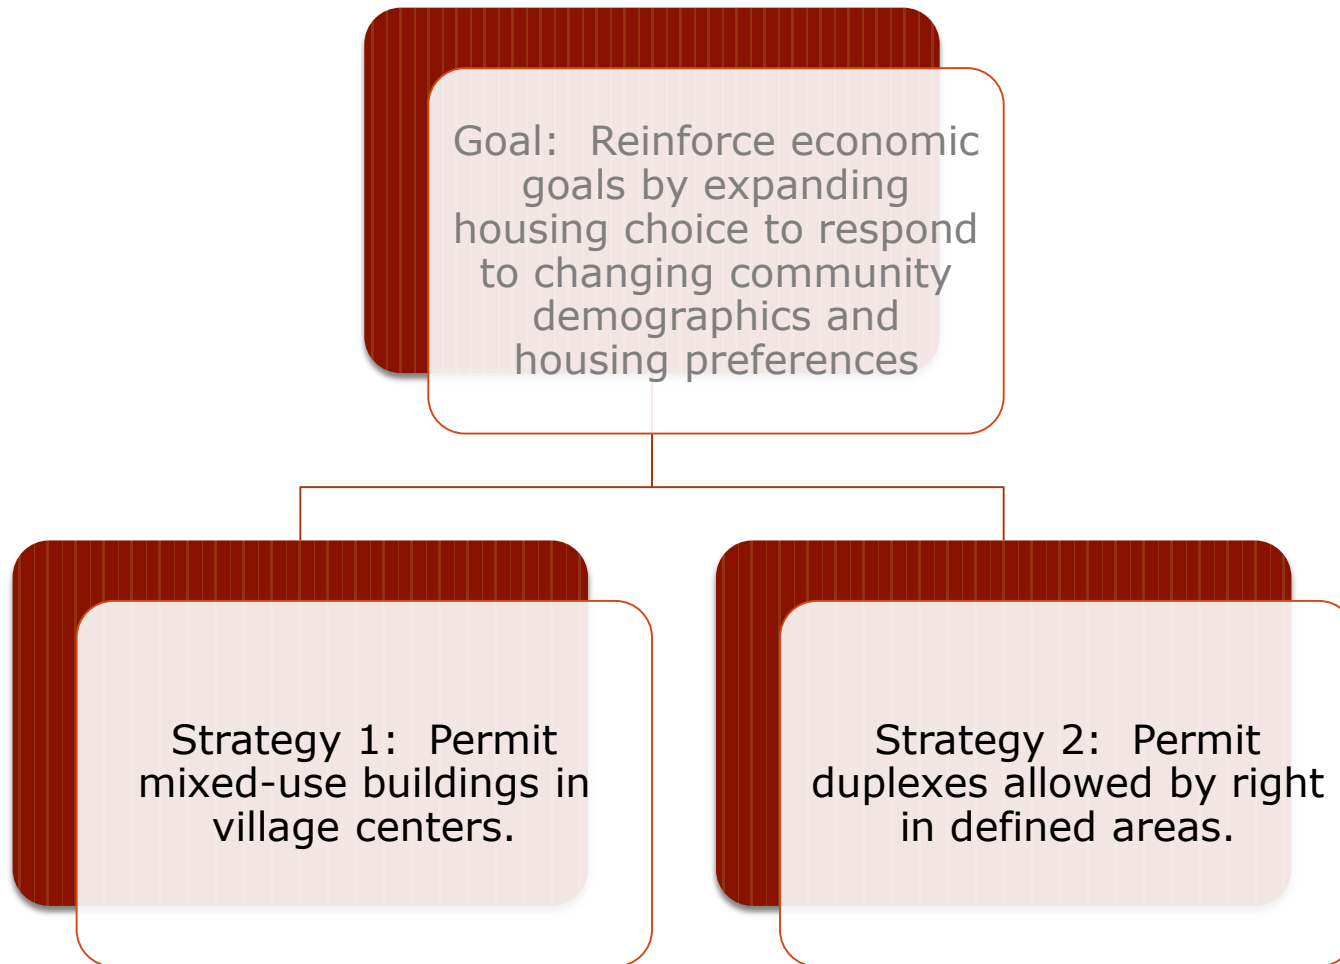 Goal:  Reinforce economic
goals by expanding
housing choice to respond
to changing community
demographics and
housing preferences
Strategy 1:  Permit
mixed-use buildings in
village centers.
Strategy 2:  Permit
duplexes allowed by right
in defined areas.